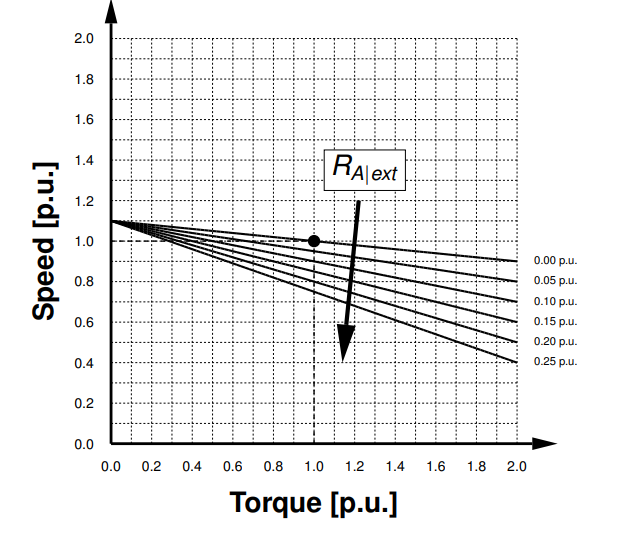 2.0
1.8
1.6
1.4
1.2
1.0
0.8
0.6
0.4
0.2
0.0
Speed [p.u.]
R_A|ext
0.00 p.u.
0.05 p.u.
0.10 p.u.
0.15 p.u.
0.20 p.u.
0.25 p.u.
0.0 0.2 0.4 0.6 0.8 1.0 1.2 1.4 1.6 1.8 2.0
Torque [p.u.]